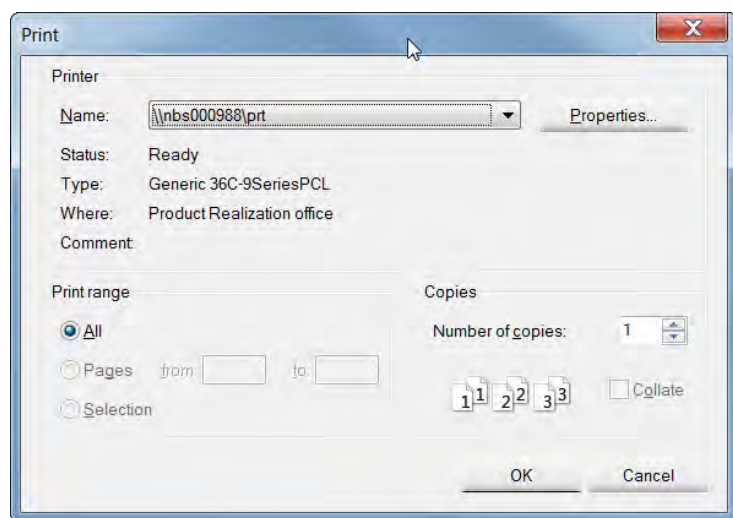 Print
X
Printer
Name: \\nbs000988\prt Properties...
Status: Ready
Type: Generic 36C-9SeriesPCL
Where: Product Realization office
Comment:
Print range
All
Pages from: to:
Selection
Copies
Number of copies: 1
1 1 2 2 3 3 Collate
OK Cancel